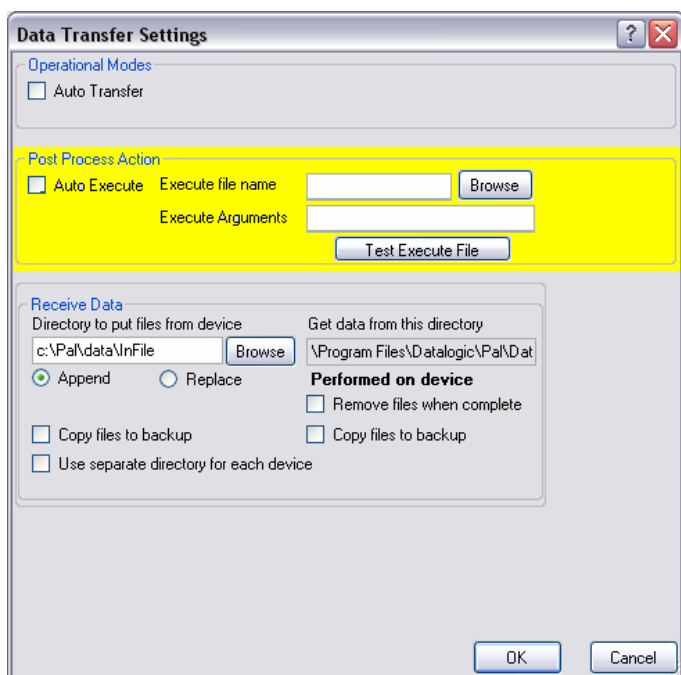 Data Transfer Settings
?
Operational Modes
Auto Transfer
Post Process Action
Auto Execute Execute file name Browse
Execute Arguments
Test Execute File
Receive Data
Directory to put files from device Get data from this directory
c:\Pal\data\InFile Browse \Program Files\Datalogic\Pal\Dat
Append Replace Performed on device
Remove files when complete
Copy files to backup Copy files to backup
Use separate directory for each device
OK Cancel